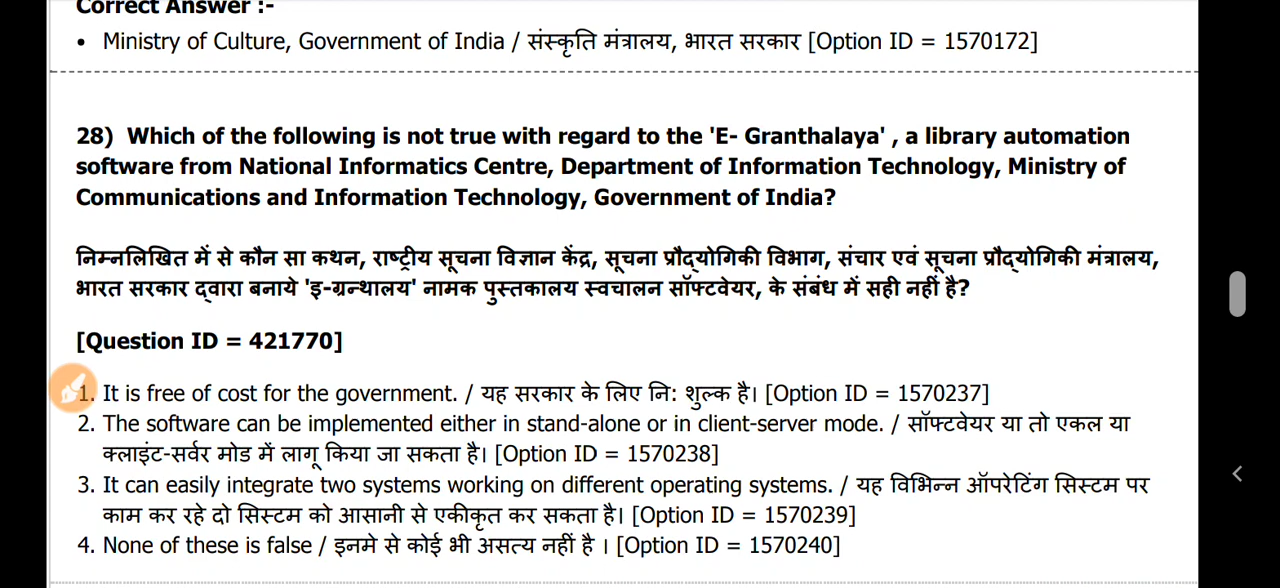 Correct Answer :-
• Ministry of Culture, Government of India / संस्कृति मंत्रालय, भारत सरकार [Option ID = 1570172]
28) Which of the following is not true with regard to the 'E- Granthalaya' , a library automation
software from National Informatics Centre, Department of Information Technology, Ministry of
Communications and Information Technology, Government of India?
निम्नलिखित में से कौन सा कथन, राष्ट्रीय सूचना विज्ञान केंद्र, सूचना प्रौद्योगिकी विभाग, संचार एवं सूचना प्रौद्योगिकी मंत्रालय,
भारत सरकार द्वारा बनाये 'इ-ग्रन्थालय' नामक पुस्तकालय स्वचालन सॉफ्टवेयर, के संबंध में सही नहीं है?
[Question ID = 421770]
1. It is free of cost for the government. / यह सरकार के लिए नि: शुल्क है। [Option ID = 1570237]
2. The software can be implemented either in stand-alone or in client-server mode. / सॉफ्टवेयर या तो एकल या
क्लाइंट-सर्वर मोड में लागू किया जा सकता है। [Option ID = 1570238]
3. It can easily integrate two systems working on different operating systems. / यह विभिन्न ऑपरेटिंग सिस्टम पर
काम कर रहे दो सिस्टम को आसानी से एकीकृत कर सकता है। [Option ID = 1570239]
4. None of these is false / इनमे से कोई भी असत्य नहीं है । [Option ID = 1570240]